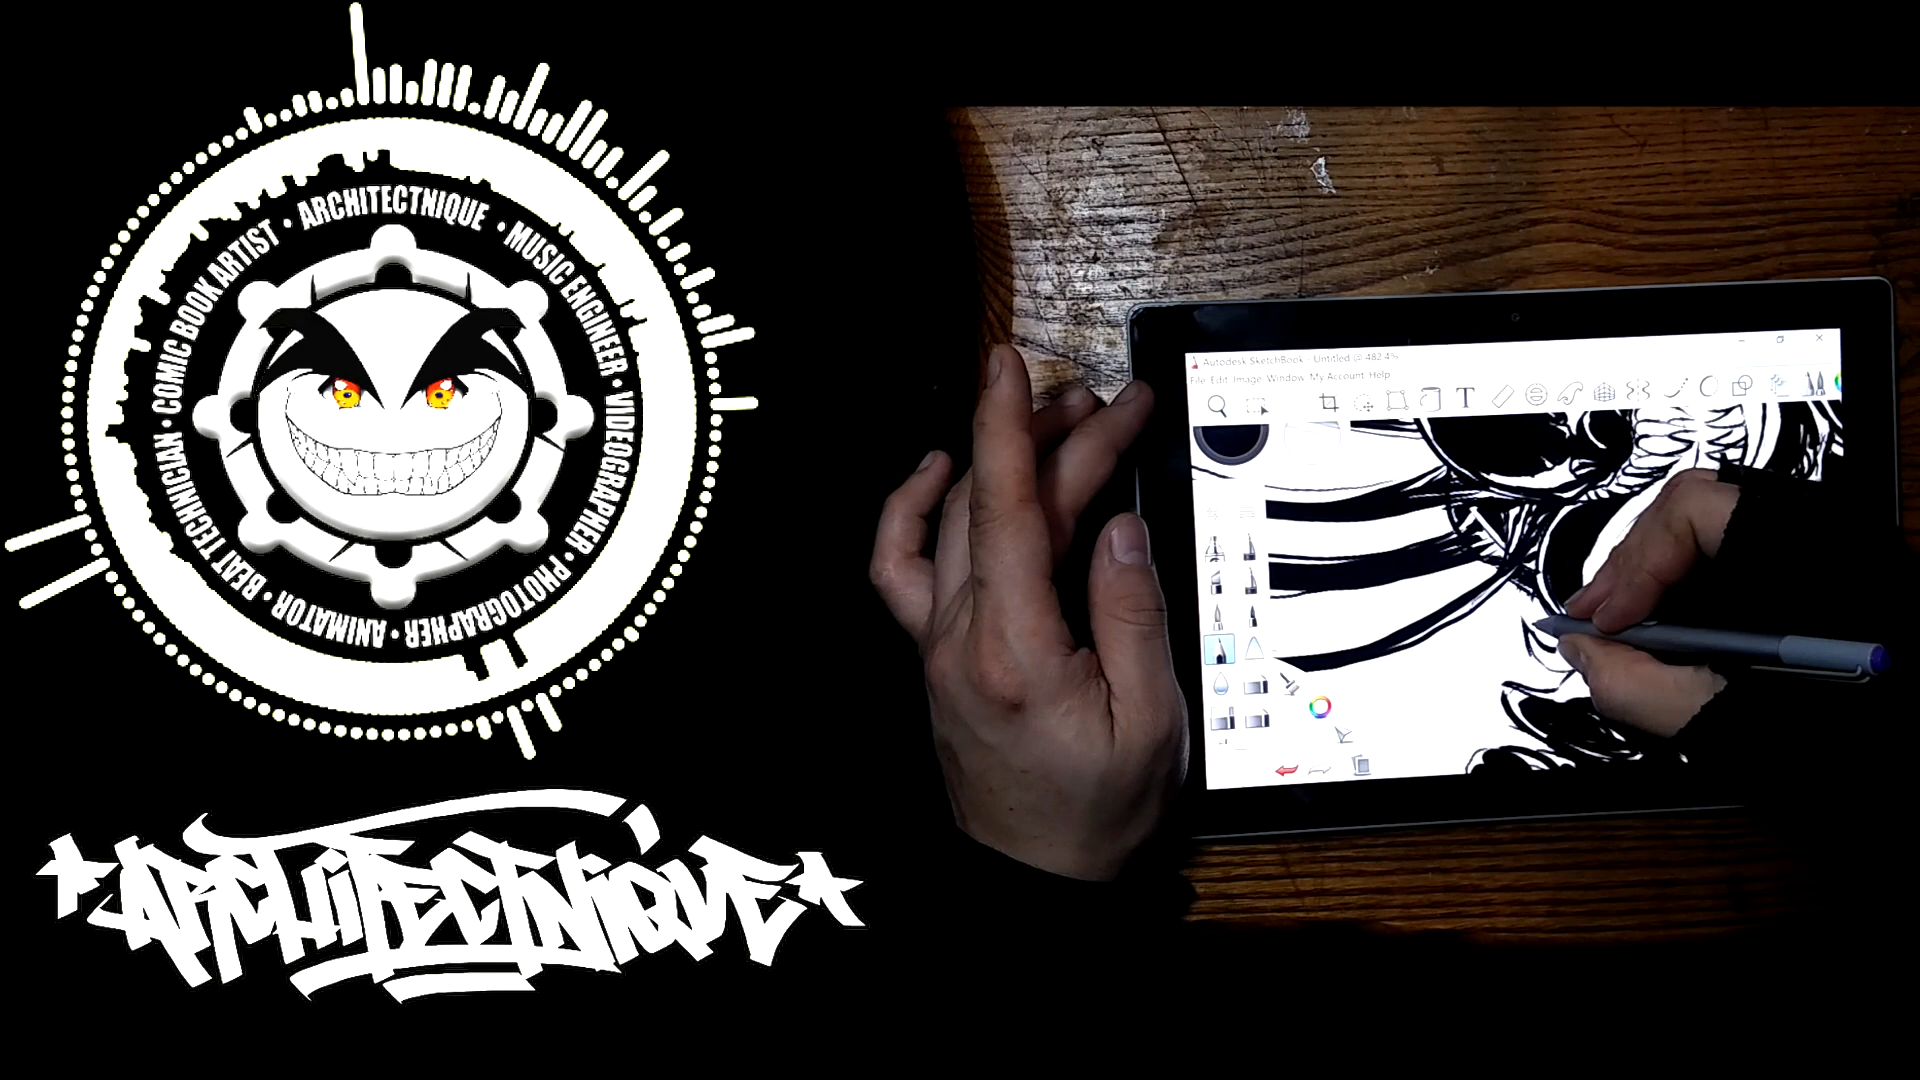 ARCHITECTNIQUE • MUSIC ENGINEER • VIDEOGRAPHER • PHOTOGRAPHER • ANIMATOR • BEAT TECHNICIAN • COMIC BOOK ARTIST •
ARCHITECTNIQUE
Autodesk SketchBook - Untitled @ 482.4%
File Edit Image Window My Account Help
T